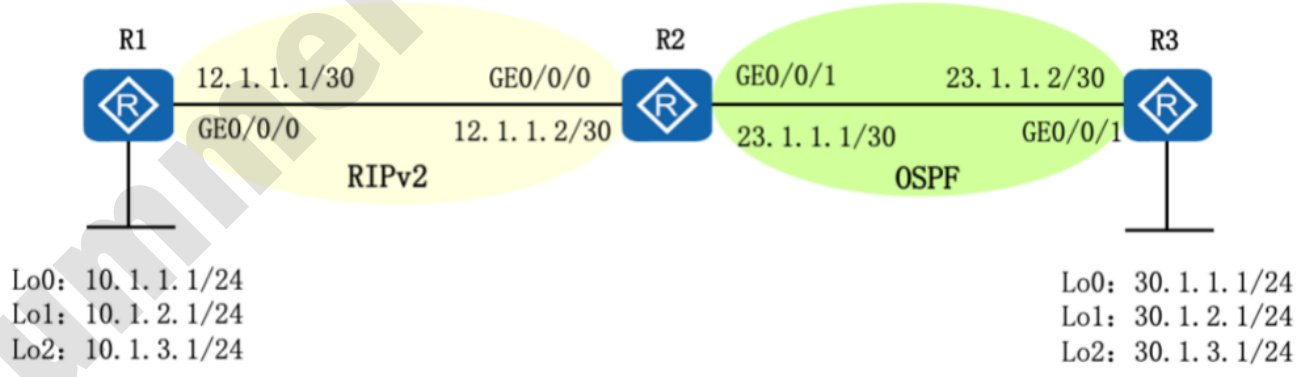 R1
R2
R3
12.1.1.1/30
GE0/0/0
GE0/0/1
23.1.1.2/30
GE0/0/0
12.1.1.2/30
23.1.1.1/30
GE0/0/1
RIPv2
OSPF
Lo0: 10.1.1.1/24
Lo1: 10.1.2.1/24
Lo2: 10.1.3.1/24
Lo0: 30.1.1.1/24
Lo1: 30.1.2.1/24
Lo2: 30.1.3.1/24
R
R
R